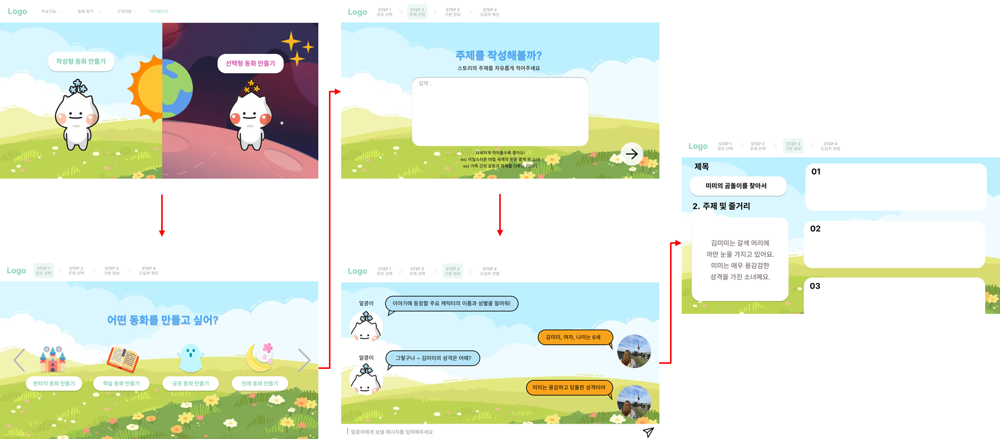 Logo
주요기능
동화 찾기
고객지원
마이페이지
작성형 동화 만들기
선택형 동화 만들기
Logo
STEP 1
장르 선택
STEP 2
주제 선택
STEP 3
기본 정보
STEP 4
도입부 확인
어떤 동화를 만들고 싶어?
판타지 동화 만들기
학습 동화 만들기
공포 동화 만들기
전래 동화 만들기
Logo
STEP 1
장르 선택
STEP 2
주제 선택
STEP 3
기본 정보
STEP 4
도입부 확인
주제를 작성해볼까?
스토리의 주제를 자유롭게 적어주세요
입력 :
자세하게 적어줄수록 좋아요!
ex) 비밀스러운 마법 세계의 문을 열게 된 소녀
ex) 가족 간의 갈등과 화해를 다루는 이야기
Logo
STEP 1
장르 선택
STEP 2
주제 선택
STEP 3
기본 정보
STEP 4
도입부 컨펌
알콩이
이야기에 등장할 주요 캐릭터의 이름과 성별을 알려줘!
김미미, 여자, 나이는 6세
알콩이
그렇구나 ~ 김미미의 성격은 어때?
미미는 용감하고 당돌한 성격이야
알콩이에게 보낼 메시지를 입력해주세요
Logo
STEP 1
장르 선택
STEP 2
주제 선택
STEP 3
기본 정보
STEP 4
도입부 컨펌
제목
미미의 곰돌이를 찾아서
2. 주제 및 줄거리
김미미는 갈색 머리에
까만 눈을 가지고 있어요.
미미는 매우 용감감한
성격을 가진 소녀예요.
01
02
03